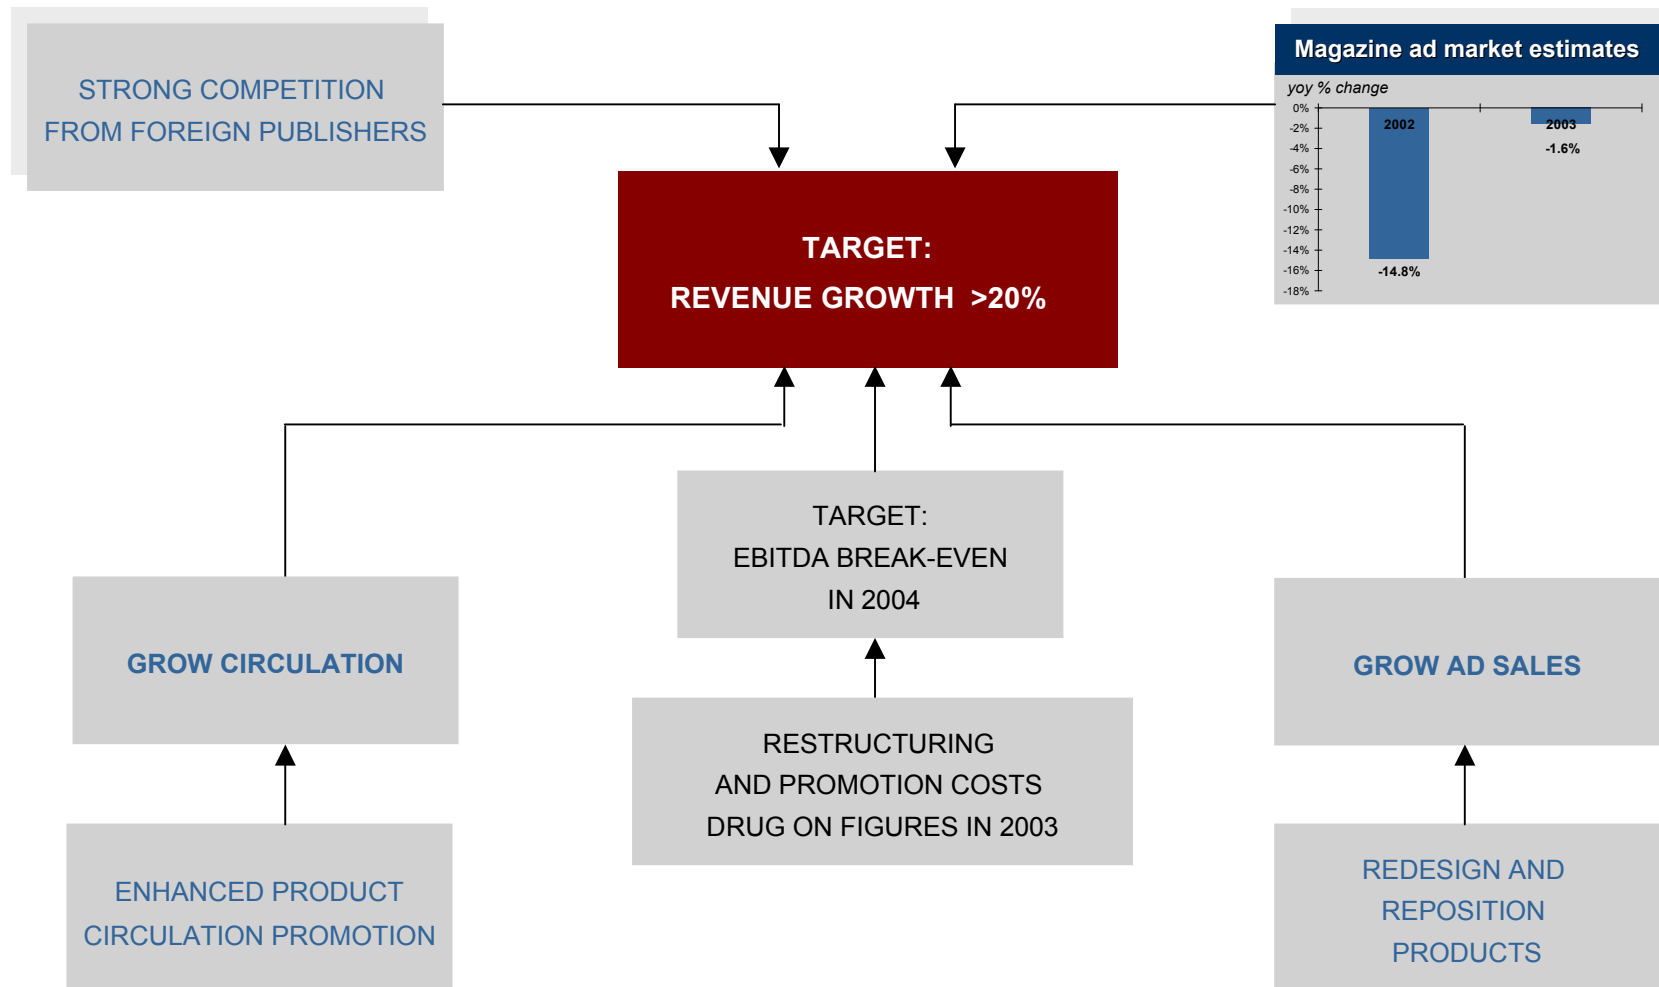 STRONG COMPETITION
FROM FOREIGN PUBLISHERS
Magazine ad market estimates
yoy % change
0%
-2%
-4%
-6%
-8%
-10%
-12%
-14%
-16%
-18%
2002
2003
-1.6%
-14.8%
TARGET:
REVENUE GROWTH >20%
TARGET:
EBITDA BREAK-EVEN
IN 2004
GROW CIRCULATION
GROW AD SALES
RESTRUCTURING
AND PROMOTION COSTS
DRUG ON FIGURES IN 2003
ENHANCED PRODUCT
CIRCULATION PROMOTION
REDESIGN AND
REPOSITION
PRODUCTS